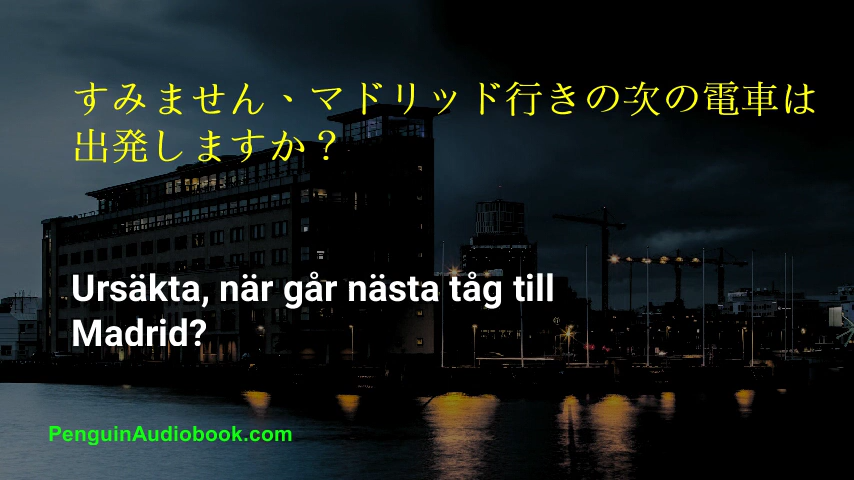 すみません、マドリッド行きの次の電車は
出発しますか？
Ursäkta, när går nästa tåg till
Madrid?
PenguinAudiobook.com